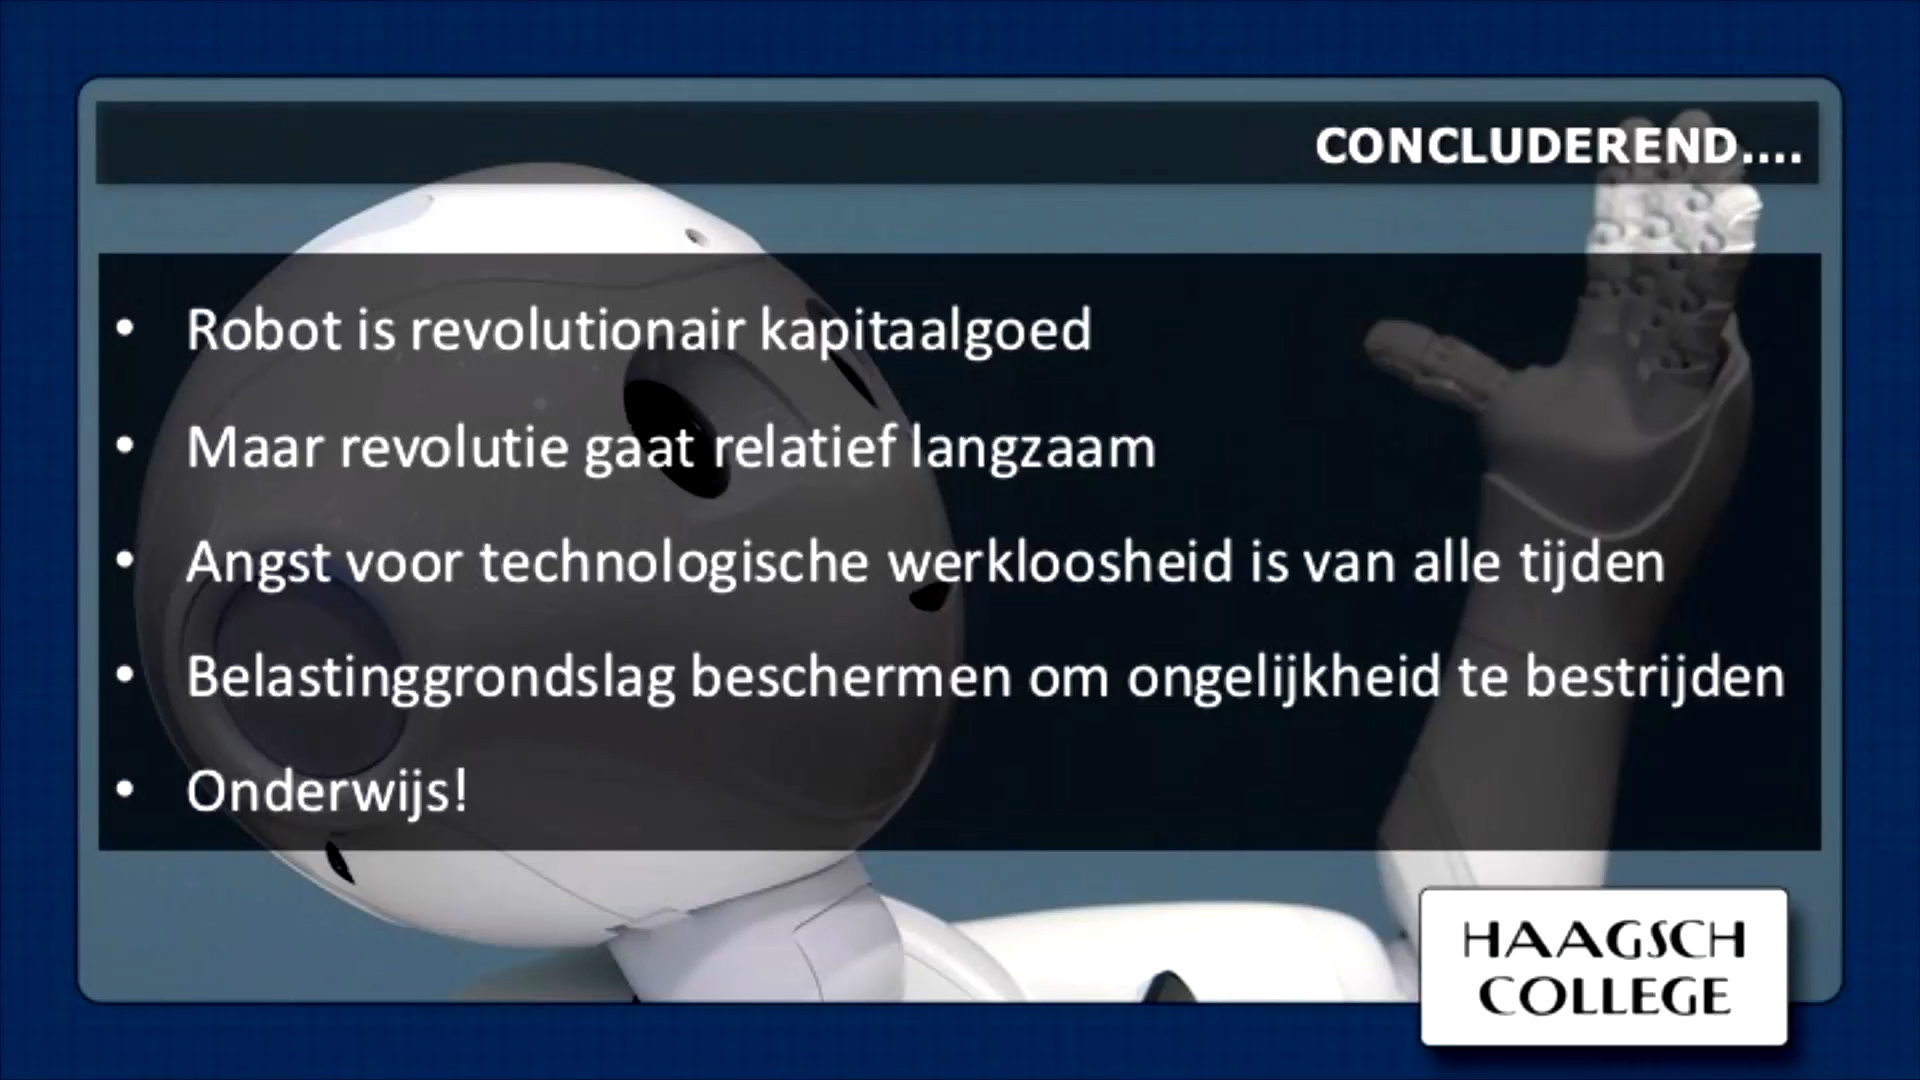 CONCLUDEREND....
• Robot is revolutionair kapitaalgoed
• Maar revolutie gaat relatief langzaam
• Angst voor technologische werkloosheid is van alle tijden
• Belastinggrondslag beschermen om ongelijkheid te bestrijden
• Onderwijs!
HAAGSCH
COLLEGE